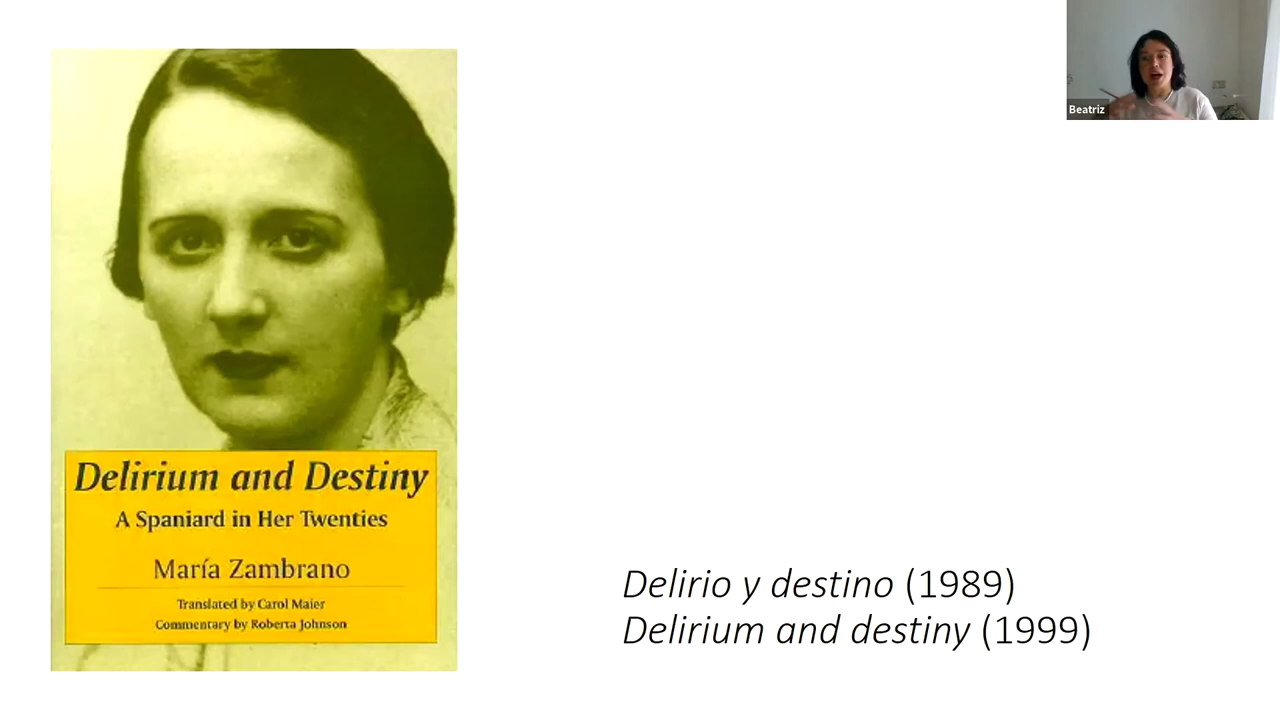 Beatriz
Delirium and Destiny
A Spaniard in Her Twenties
María Zambrano
Translated by Carol Maier
Commentary by Roberta Johnson
Delirio y destino (1989)
Delirium and destiny (1999)